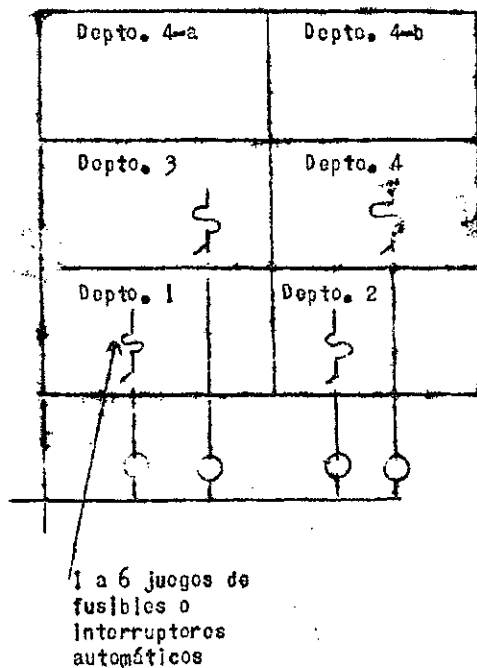 Depto. 4-a
Depto. 4-b
Depto. 3
Depto. 4
Depto. 1
Depto. 2
1 a 6 juegos de
fusibles o
interruptores
automáticos